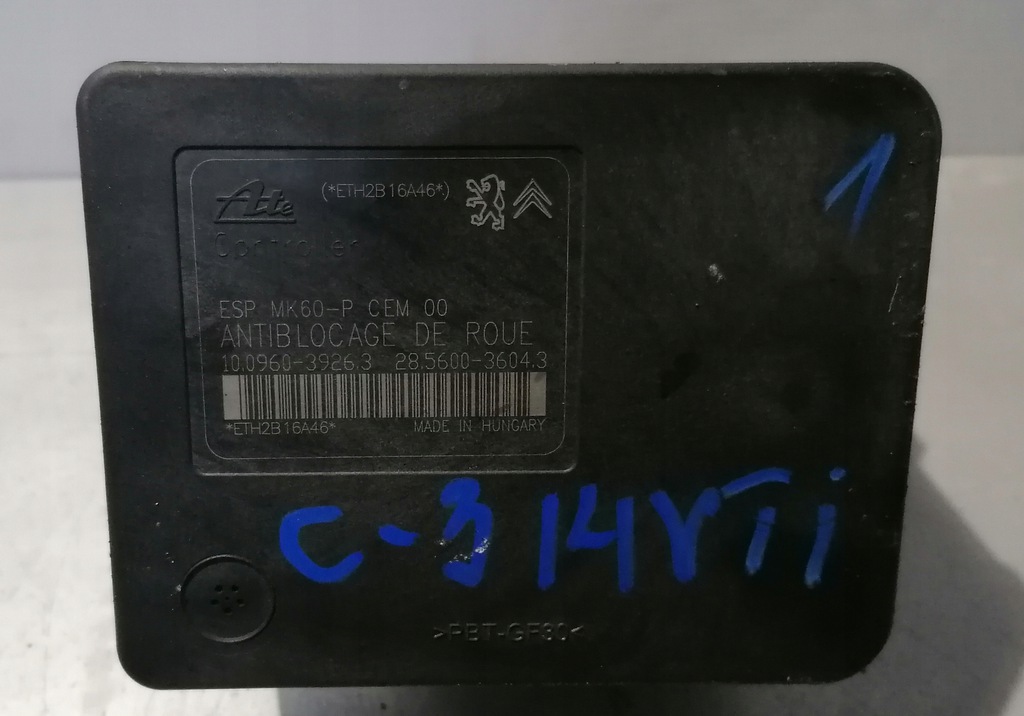 1
Ate (*ETH2B16A46*)
Controller
ESP MK60-P CEM 00
ANTIBLOCAGE DE ROUE
10.0960-3926.3 28.5600-3604.3
*ETH2B16A46* MADE IN HUNGARY
C-3 14VTi
>PBT-GF30<